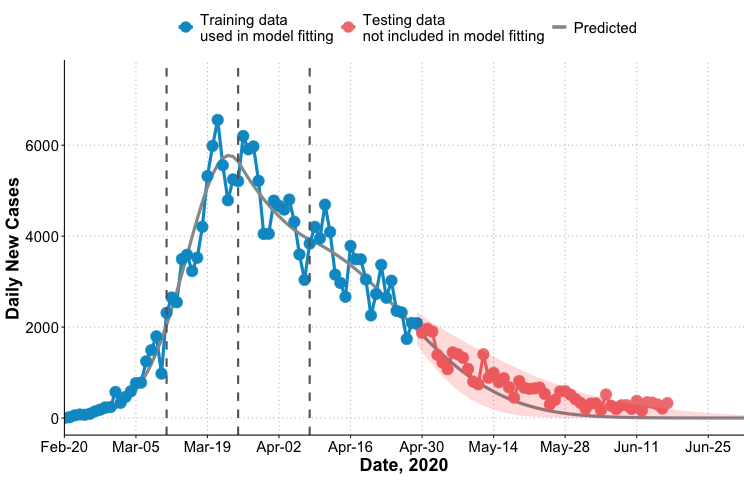 Training data
used in model fitting
Testing data
not included in model fitting
Predicted
Daily New Cases
6000
4000
2000
0
Feb-20 Mar-05 Mar-19 Apr-02 Apr-16 Apr-30 May-14 May-28 Jun-11 Jun-25
Date, 2020